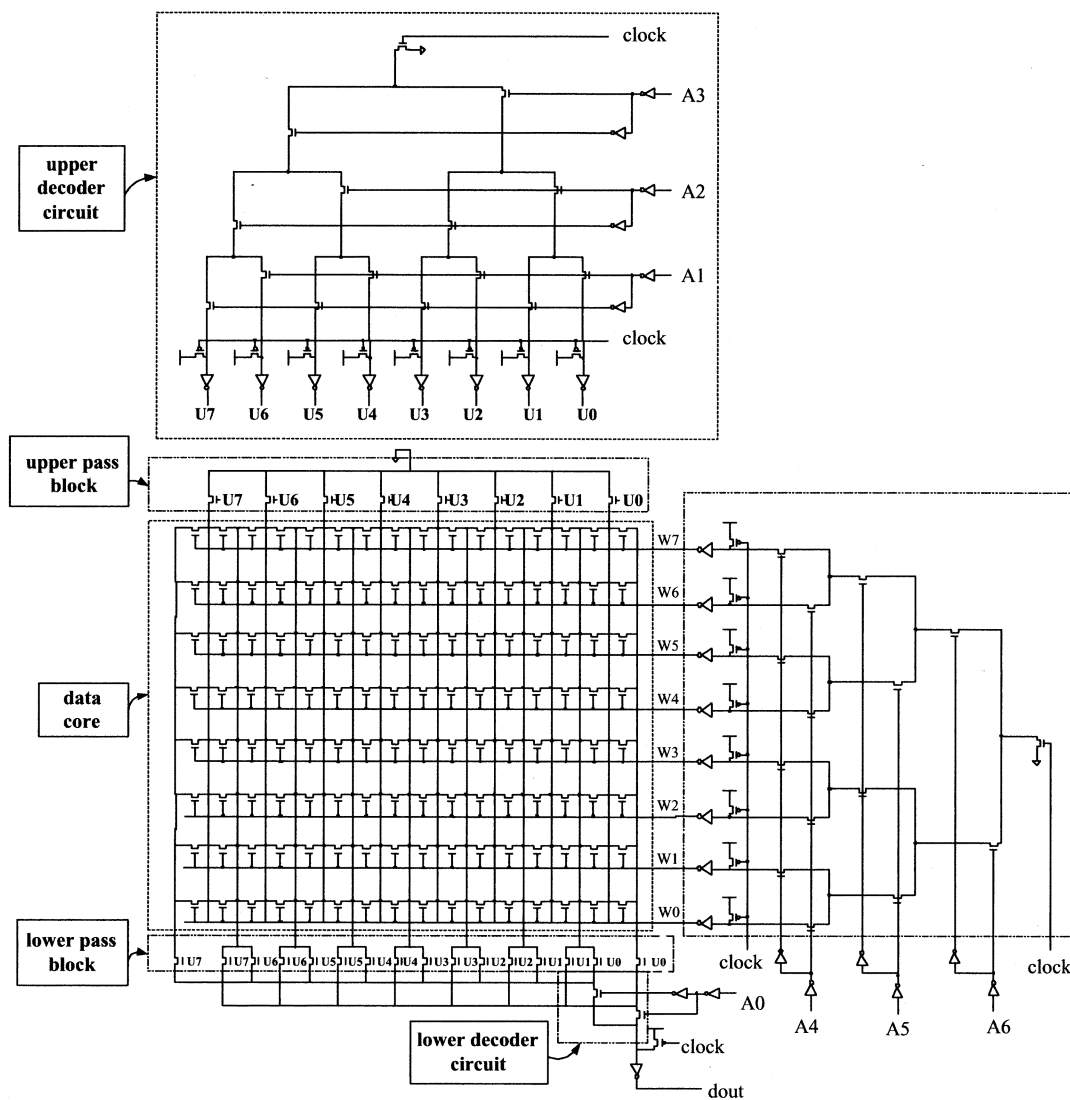 clock
A3
upper
decoder
circuit
A2
A1
clock
U7 U6 U5 U4 U3 U2 U1 U0
upper pass
block
U7 U6 U5 U4 U3 U2 U1 U0
W7
W6
W5
data
core
W4
W3
W2
W1
W0
lower pass
block
U7 U7 U6 U6 U5 U5 U4 U4 U3 U3 U2 U2 U1 U1 U0 U0
clock
clock
A0
A4 A5 A6
lower decoder
circuit
clock
dout